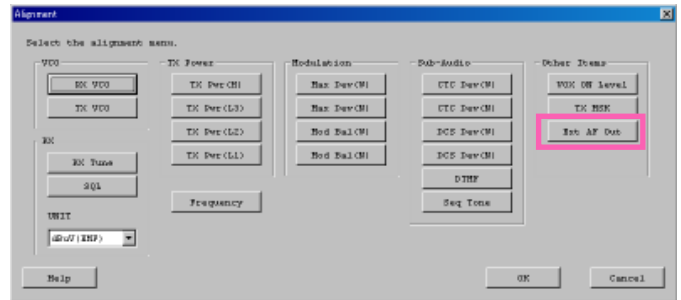 Alignment
Select the alignment menu.
VCO
RX VCO
TX VCO
RX
RX Tune
SQL
UNIT
dBuV(EMF)
TX Power
TX Pwr(H)
TX Pwr(L3)
TX Pwr(L2)
TX Pwr(L1)
Frequency
Modulation
Max Dev(W)
Max Dev(N)
Mod Bal(W)
Mod Bal(N)
Sub-Audio
CTC Dev(W)
CTC Dev(N)
DCS Dev(W)
DCS Dev(N)
DTMF
Seq Tone
Other Items
VOX ON Level
TX MSK
Ext AF Out
Help
OK
Cancel